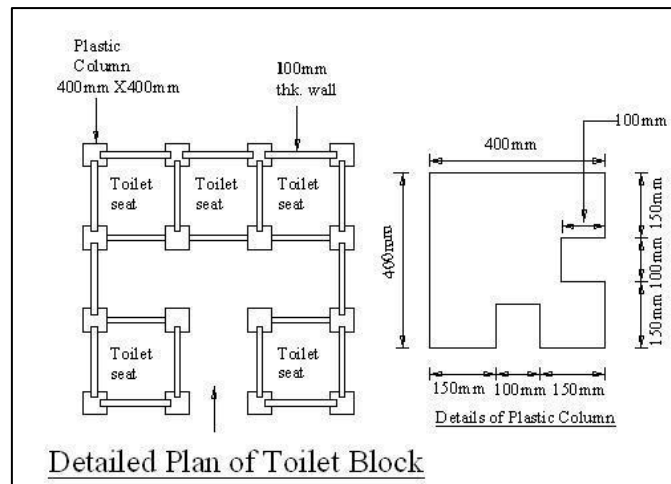 Plastic
Column
400mm X400mm
100mm
thk. wall
Toilet
seat
Toilet
seat
Toilet
seat
Toilet
seat
Toilet
seat
Detailed Plan of Toilet Block
100mm
400mm
400mm
150mm
100mm
150mm
150mm
100mm
150mm
Details of Plastic Column